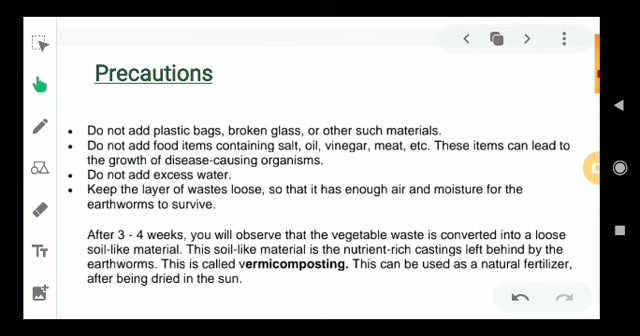 Precautions
• Do not add plastic bags, broken glass, or other such materials.
• Do not add food items containing salt, oil, vinegar, meat, etc. These items can lead to
the growth of disease-causing organisms.
• Do not add excess water.
• Keep the layer of wastes loose, so that it has enough air and moisture for the
earthworms to survive.
After 3 - 4 weeks, you will observe that the vegetable waste is converted into a loose
soil-like material. This soil-like material is the nutrient-rich castings left behind by the
earthworms. This is called vermicomposting. This can be used as a natural fertilizer,
after being dried in the sun.
Tт